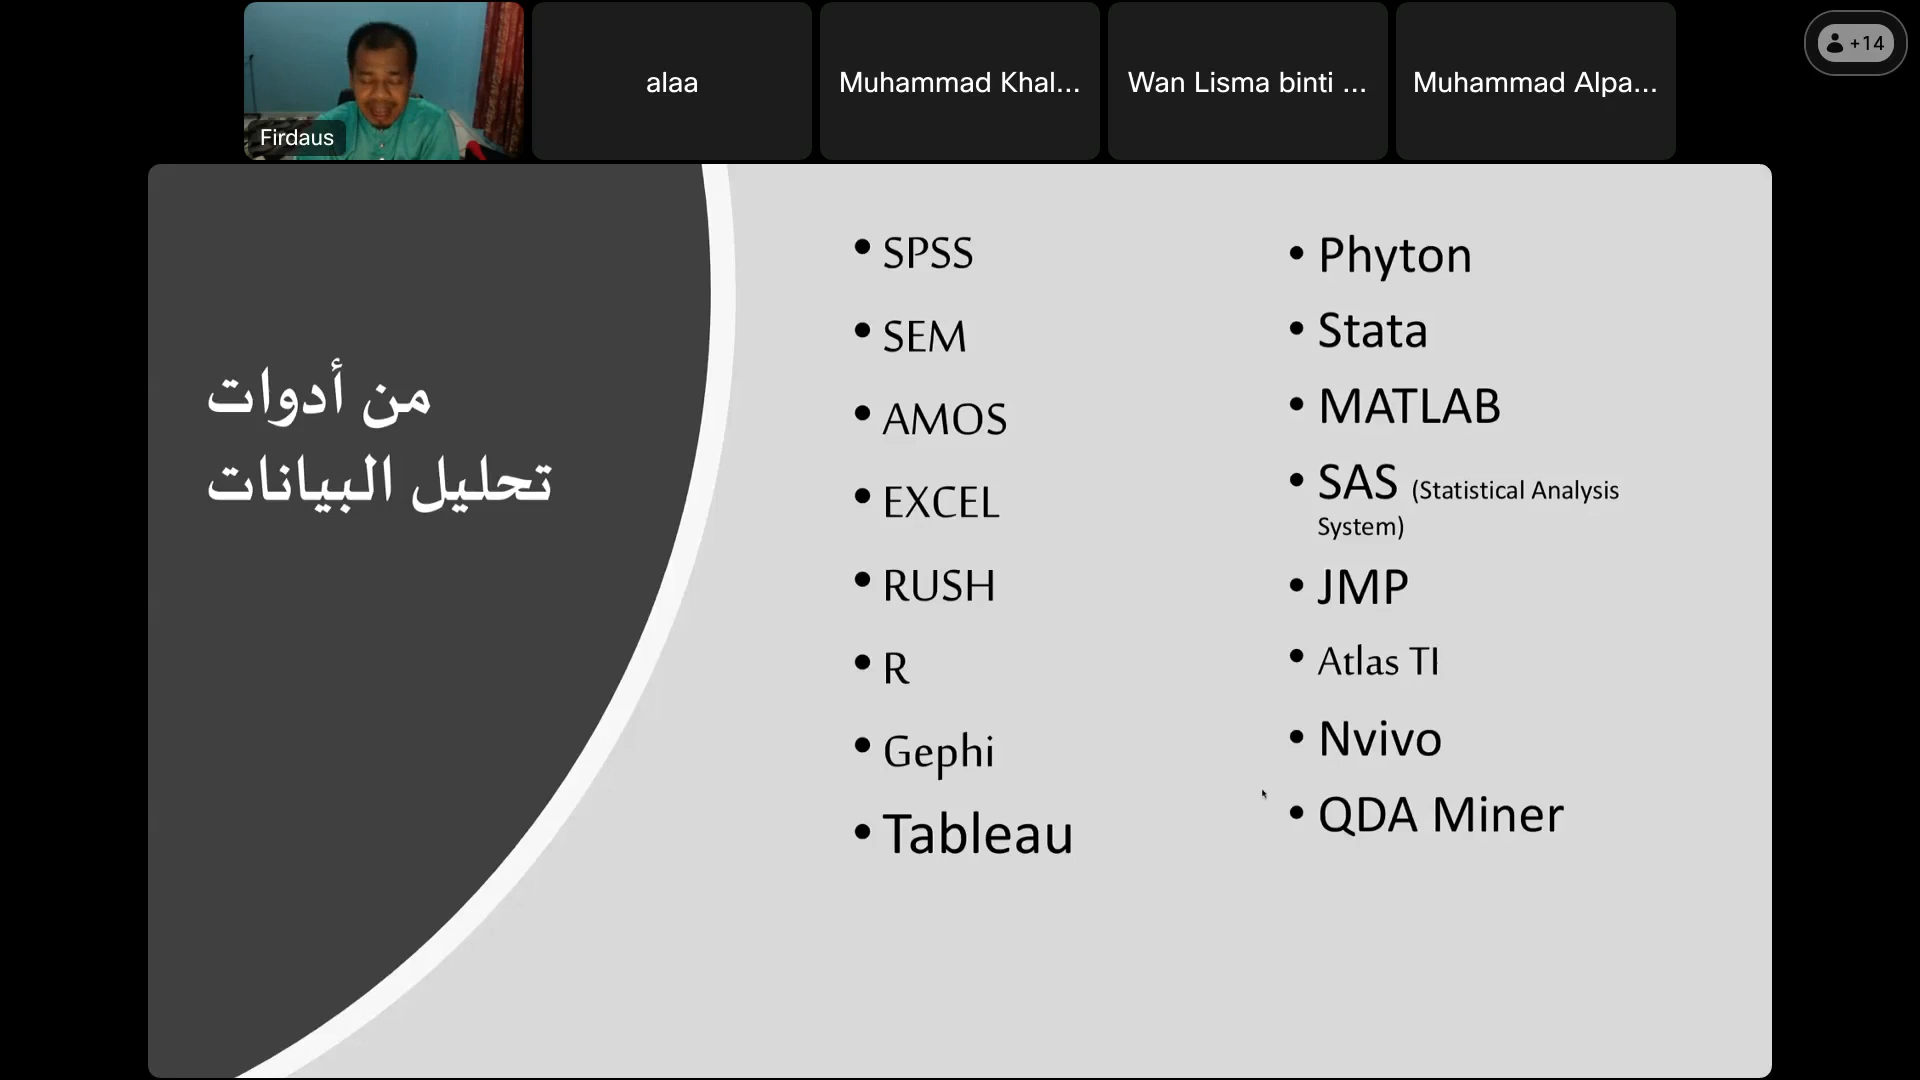 alaa
Muhammad Khal...
Wan Lisma binti ...
Muhammad Alpa...
+14
Firdaus
من أدوات
تحليل البيانات
• SPSS
• SEM
• AMOS
• EXCEL
• RUSH
• R
• Gephi
• Tableau
• Phyton
• Stata
• MATLAB
• SAS (Statistical Analysis
System)
• JMP
• Atlas TI
• Nvivo
• QDA Miner